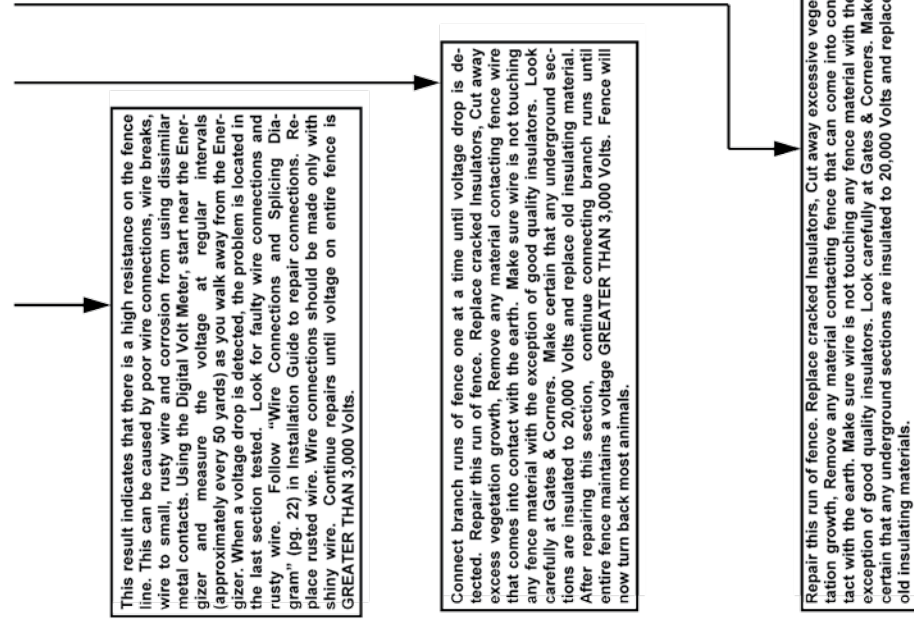 This result indicates that there is a high resistance on the fence
line. This can be caused by poor wire connections, wire breaks,
wire to small, rusty wire and corrosion from using dissimilar
metal contacts. Using the Digital Volt Meter, start near the Ener-
gizer and measure the voltage at regular intervals
(approximately every 50 yards) as you walk away from the Ener-
gizer. When a voltage drop is detected, the problem is located in
the last section tested. Look for faulty wire connections and
rusty wire. Follow "Wire Connections and Splicing Dia-
gram" (pg. 22) in Installation Guide to repair connections. Re-
place rusted wire. Wire connections should be made only with
shiny wire. Continue repairs until voltage on entire fence is
GREATER THAN 3,000 Volts.
Connect branch runs of fence one at a time until voltage drop is de-
tected. Repair this run of fence. Replace cracked Insulators, Cut away
excess vegetation growth, Remove any material contacting fence wire
that comes into contact with the earth. Make sure wire is not touching
any fence material with the exception of good quality insulators. Look
carefully at Gates & Corners. Make certain that any underground sec-
tions are insulated to 20,000 Volts and replace old insulating material.
After repairing this section, continue connecting branch runs until
entire fence maintains a voltage GREATER THAN 3,000 Volts. Fence will
now turn back most animals.
Repair this run of fence. Replace cracked Insulators, Cut away excessive vege
tation growth, Remove any material contacting fence that can come into con
tact with the earth. Make sure wire is not touching any fence material with the
exception of good quality insulators. Look carefully at Gates & Corners. Make
certain that any underground sections are insulated to 20,000 Volts and replace
old insulating materials.